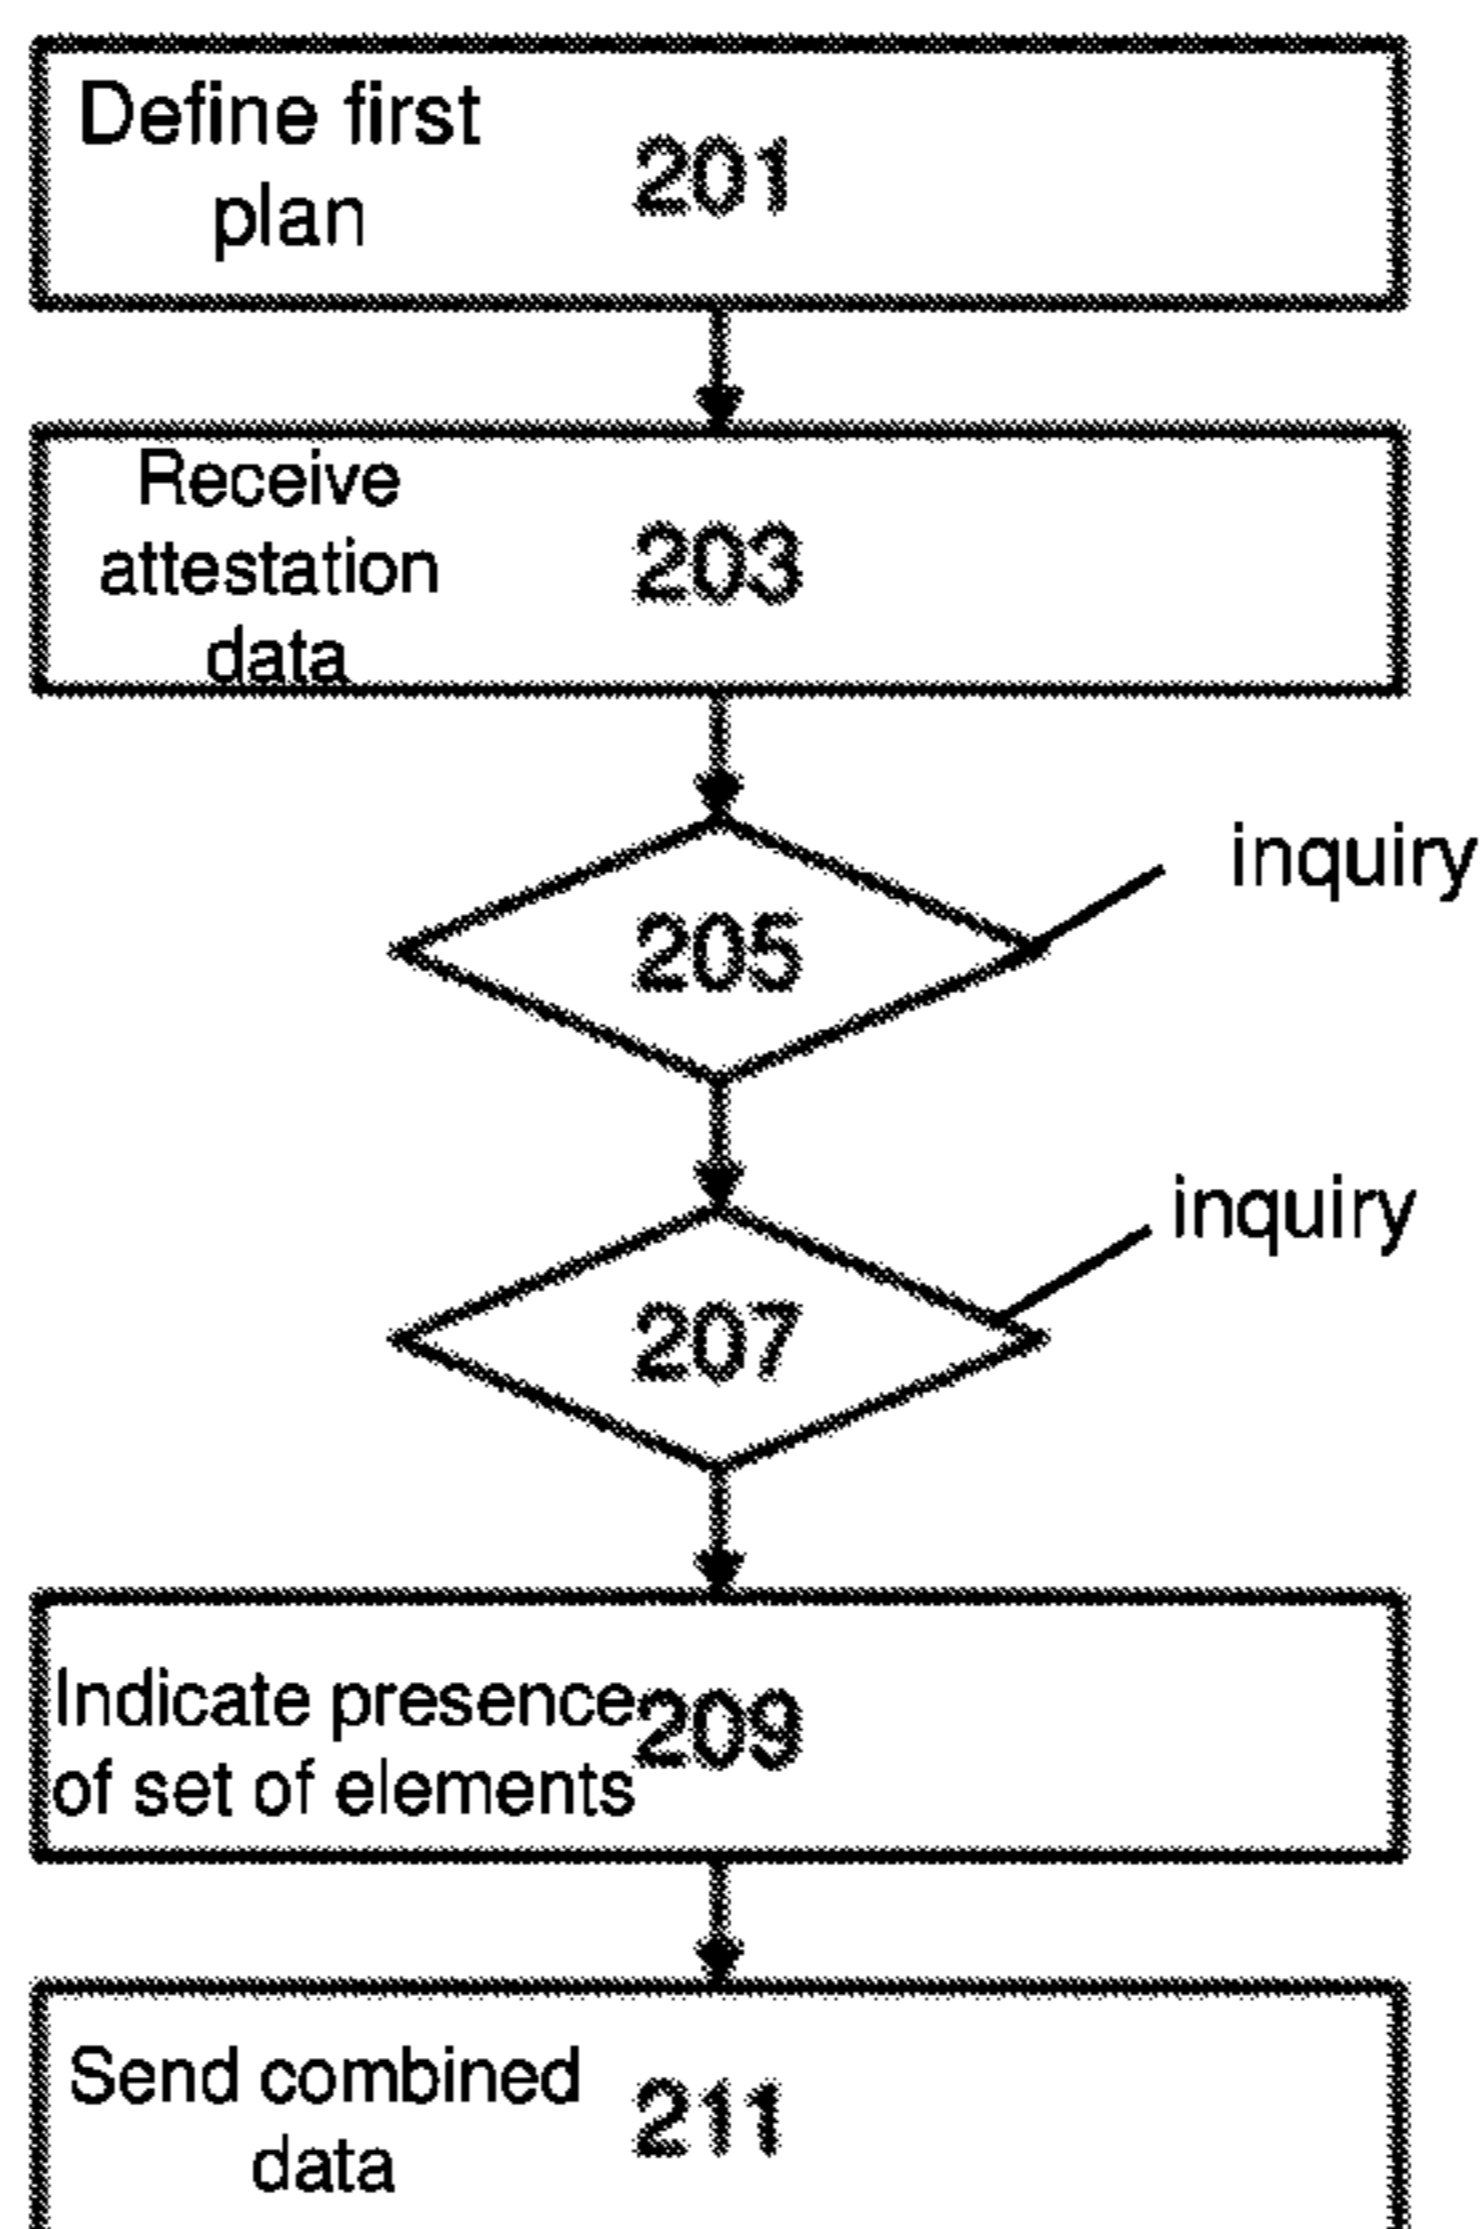 Define first
plan
201
Receive
attestation
data
203
inquiry
205
inquiry
207
Indicate presence
of set of elements
209
Send combined
data
211